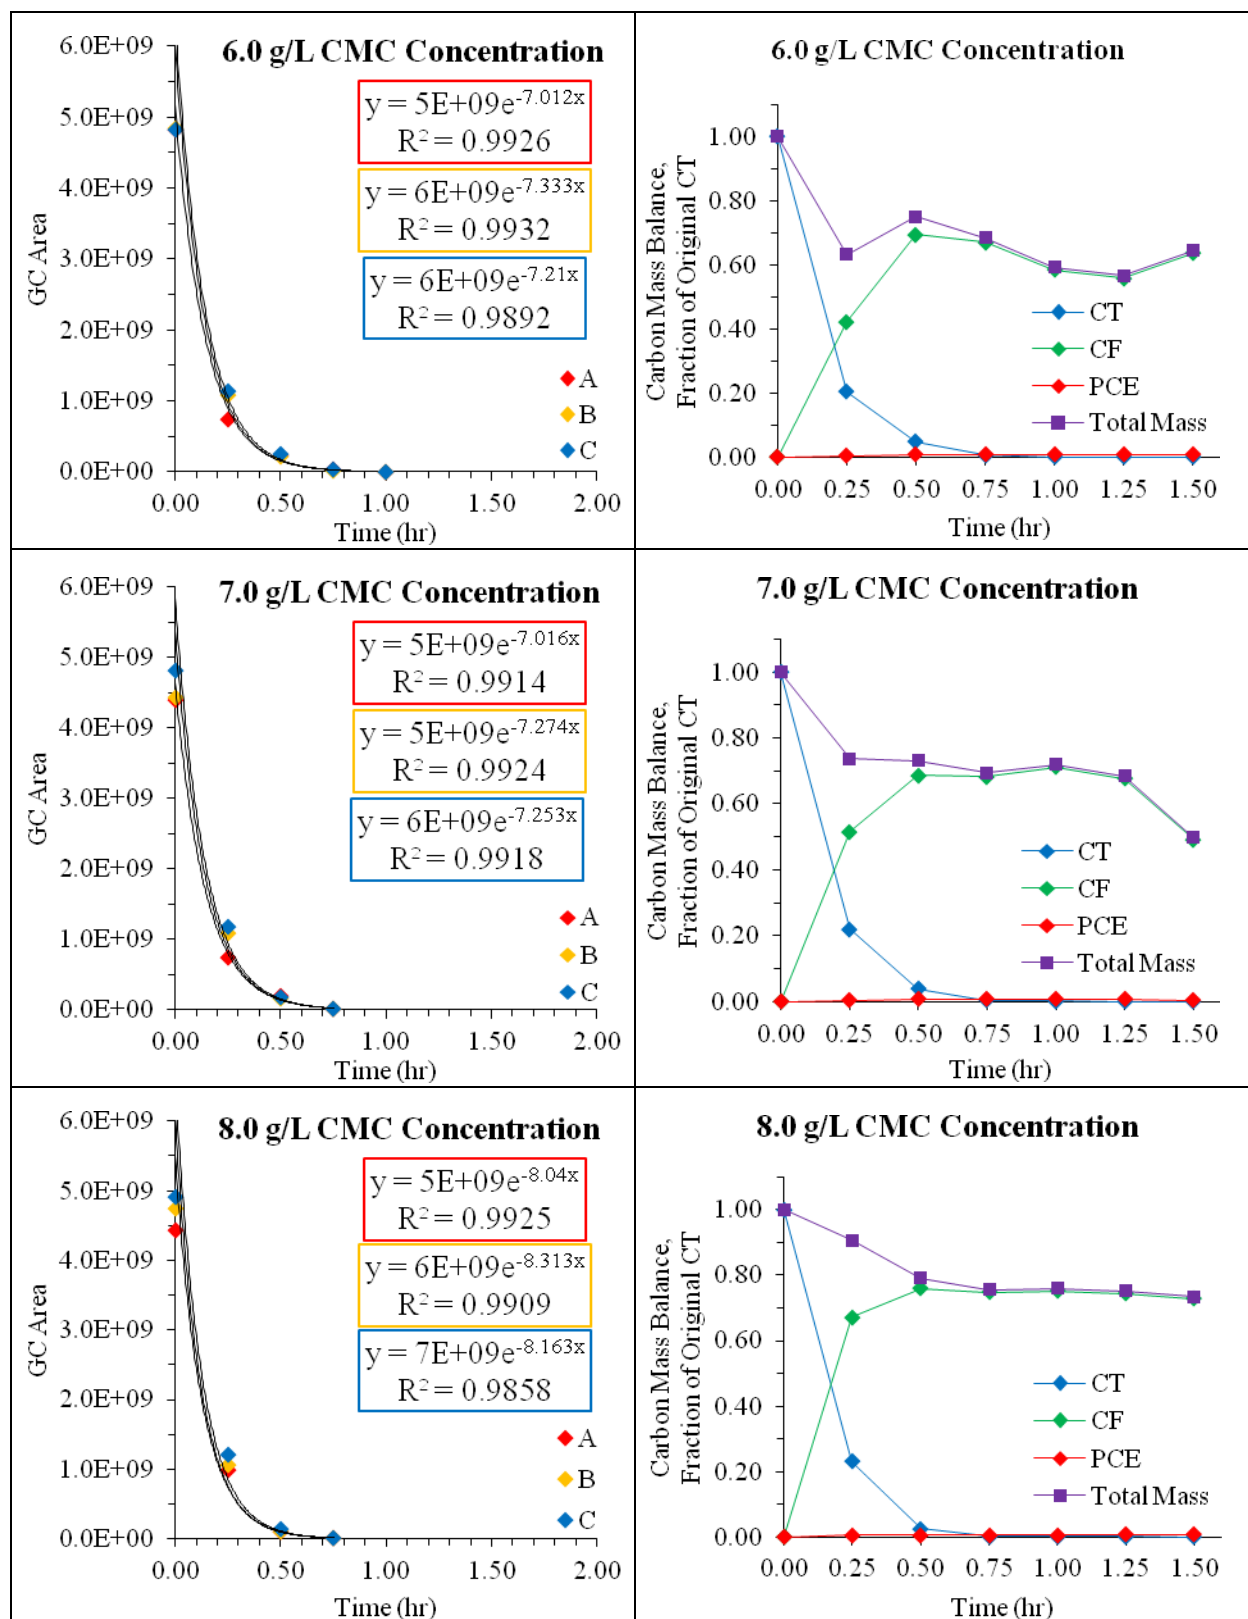 6.0 g/L CMC Concentration
6.0E+09
5.0E+09
4.0E+09
3.0E+09
2.0E+09
1.0E+09
0.0E+00
GC Area
y = 5E+09e^-7.012x
R² = 0.9926
y = 6E+09e^-7.333x
R² = 0.9932
y = 6E+09e^-7.21x
R² = 0.9892
A
B
C
0.00 0.50 1.00 1.50 2.00
Time (hr)
6.0 g/L CMC Concentration
Carbon Mass Balance,
Fraction of Original CT
1.00
0.80
0.60
0.40
0.20
0.00
CT
CF
PCE
Total Mass
0.00 0.25 0.50 0.75 1.00 1.25 1.50
Time (hr)
7.0 g/L CMC Concentration
6.0E+09
5.0E+09
4.0E+09
3.0E+09
2.0E+09
1.0E+09
0.0E+00
GC Area
y = 5E+09e^-7.016x
R² = 0.9914
y = 5E+09e^-7.274x
R² = 0.9924
y = 6E+09e^-7.253x
R² = 0.9918
A
B
C
0.00 0.50 1.00 1.50 2.00
Time (hr)
7.0 g/L CMC Concentration
Carbon Mass Balance,
Fraction of Original CT
1.00
0.80
0.60
0.40
0.20
0.00
CT
CF
PCE
Total Mass
0.00 0.25 0.50 0.75 1.00 1.25 1.50
Time (hr)
8.0 g/L CMC Concentration
6.0E+09
5.0E+09
4.0E+09
3.0E+09
2.0E+09
1.0E+09
0.0E+00
GC Area
y = 5E+09e^-8.04x
R² = 0.9925
y = 6E+09e^-8.313x
R² = 0.9909
y = 7E+09e^-8.163x
R² = 0.9858
A
B
C
0.00 0.50 1.00 1.50 2.00
Time (hr)
8.0 g/L CMC Concentration
Carbon Mass Balance,
Fraction of Original CT
1.00
0.80
0.60
0.40
0.20
0.00
CT
CF
PCE
Total Mass
0.00 0.25 0.50 0.75 1.00 1.25 1.50
Time (hr)